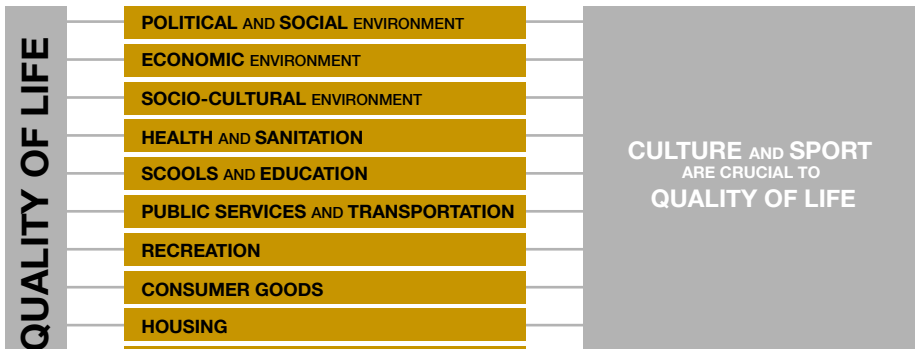 QUALITY OF LIFE
POLITICAL AND SOCIAL ENVIRONMENT
ECONOMIC ENVIRONMENT
SOCIO-CULTURAL ENVIRONMENT
HEALTH AND SANITATION
SCOOLS AND EDUCATION
PUBLIC SERVICES AND TRANSPORTATION
RECREATION
CONSUMER GOODS
HOUSING
CULTURE AND SPORT
ARE CRUCIAL TO
QUALITY OF LIFE